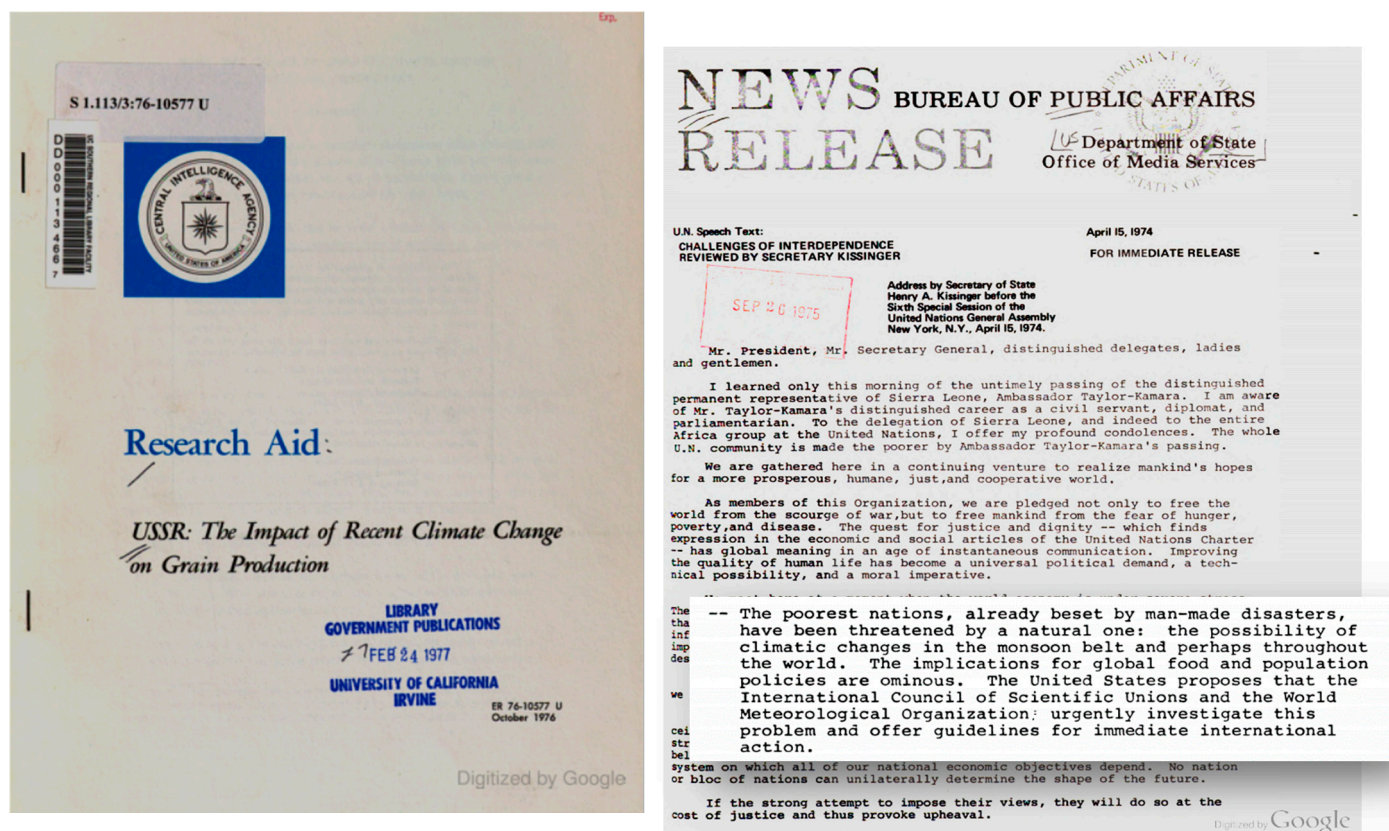 Exp.
S 1.113/3:76-10577 U
UC SOUTHERN REGIONAL LIBRARY FACILITY
D 000 113 466 7
CENTRAL INTELLIGENCE AGENCY
UNITED STATES OF AMERICA
Research Aid:
USSR: The Impact of Recent Climate Change
on Grain Production
LIBRARY
GOVERNMENT PUBLICATIONS
FEB 24 1977
UNIVERSITY OF CALIFORNIA
IRVINE
ER 76-10577 U
October 1976
Digitized by Google
NEWS
RELEASE
BUREAU OF PUBLIC AFFAIRS
US Department of State
Office of Media Services
U.N. Speech Text:
CHALLENGES OF INTERDEPENDENCE
REVIEWED BY SECRETARY KISSINGER
April 15, 1974
FOR IMMEDIATE RELEASE
SEP 26 1975
Address by Secretary of State
Henry A. Kissinger before the
Sixth Special Session of the
United Nations General Assembly
New York, N.Y., April 15, 1974.
Mr. President, Mr. Secretary General, distinguished delegates, ladies
and gentlemen.
I learned only this morning of the untimely passing of the distinguished
permanent representative of Sierra Leone, Ambassador Taylor-Kamara. I am aware
of Mr. Taylor-Kamara's distinguished career as a civil servant, diplomat, and
parliamentarian. To the delegation of Sierra Leone, and indeed to the entire
Africa group at the United Nations, I offer my profound condolences. The whole
U.N. community is made the poorer by Ambassador Taylor-Kamara's passing.
We are gathered here in a continuing venture to realize mankind's hopes
for a more prosperous, humane, just,and cooperative world.
As members of this Organization, we are pledged not only to free the
world from the scourge of war,but to free mankind from the fear of hunger,
poverty,and disease. The quest for justice and dignity -- which finds
expression in the economic and social articles of the United Nations Charter
-- has global meaning in an age of instantaneous communication. Improving
the quality of human life has become a universal political demand, a tech-
nical possibility, and a moral imperative.
-- The poorest nations, already beset by man-made disasters,
have been threatened by a natural one: the possibility of
climatic changes in the monsoon belt and perhaps throughout
the world. The implications for global food and population
policies are ominous. The United States proposes that the
International Council of Scientific Unions and the World
Meteorological Organization; urgently investigate this
problem and offer guidelines for immediate international
action.
The
tha
inf
imp
des
we
cei
str
bel
system on which all of our national economic objectives depend. No nation
or bloc of nations can unilaterally determine the shape of the future.
If the strong attempt to impose their views, they will do so at the
cost of justice and thus provoke upheaval.
Digitized by Google